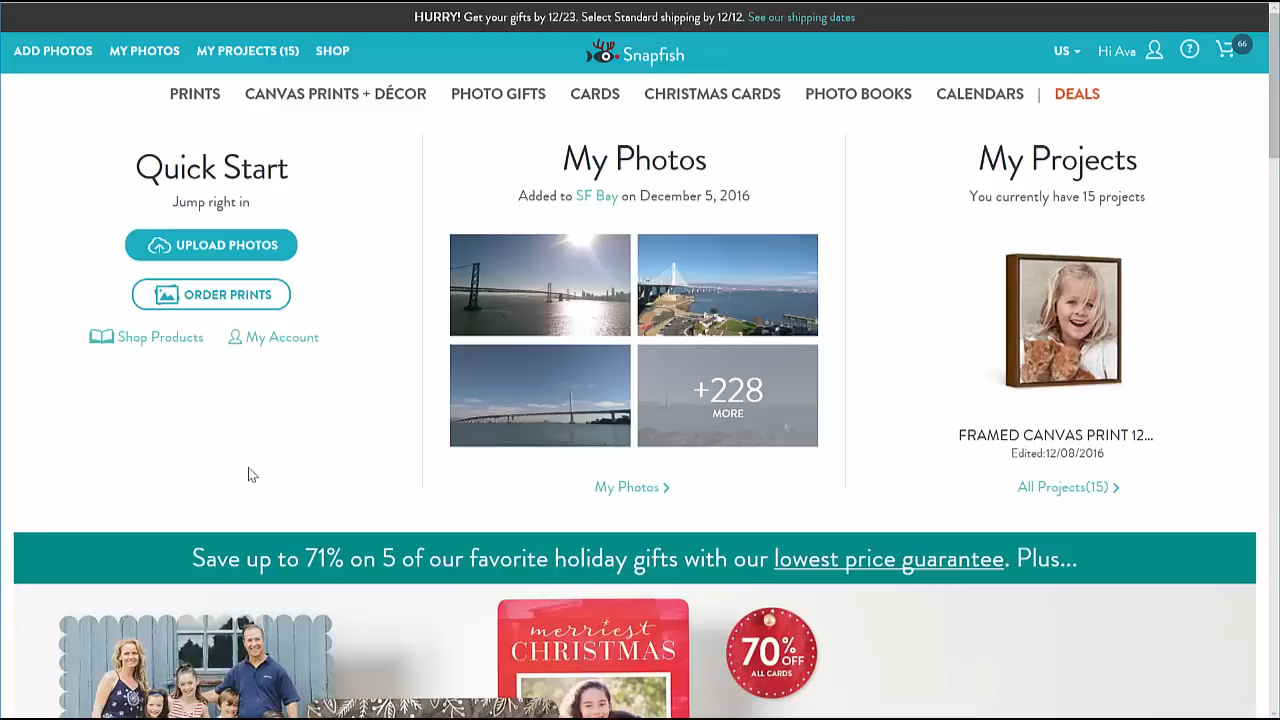 HURRY! Get your gifts by 12/23. Select Standard shipping by 12/12. See our shipping dates
ADD PHOTOS MY PHOTOS MY PROJECTS (15) SHOP
Snapfish
US Hi Ava ? 66
PRINTS CANVAS PRINTS + DÉCOR PHOTO GIFTS CARDS CHRISTMAS CARDS PHOTO BOOKS CALENDARS | DEALS
Quick Start
Jump right in
UPLOAD PHOTOS
ORDER PRINTS
Shop Products My Account
My Photos
Added to SF Bay on December 5, 2016
+228
MORE
My Photos
My Projects
You currently have 15 projects
FRAMED CANVAS PRINT 12...
Edited:12/08/2016
All Projects(15)
Save up to 71% on 5 of our favorite holiday gifts with our lowest price guarantee. Plus...
merriest
CHRISTMAS
70% OFF
ALL CARDS